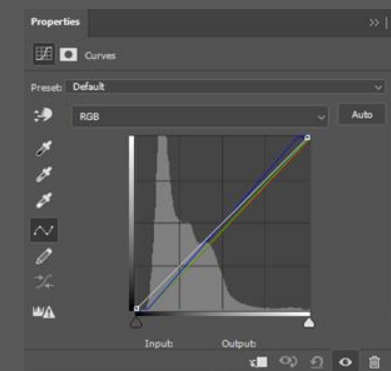 Properties
Curves
Preset: Default
RGB
Auto
Input: Output: